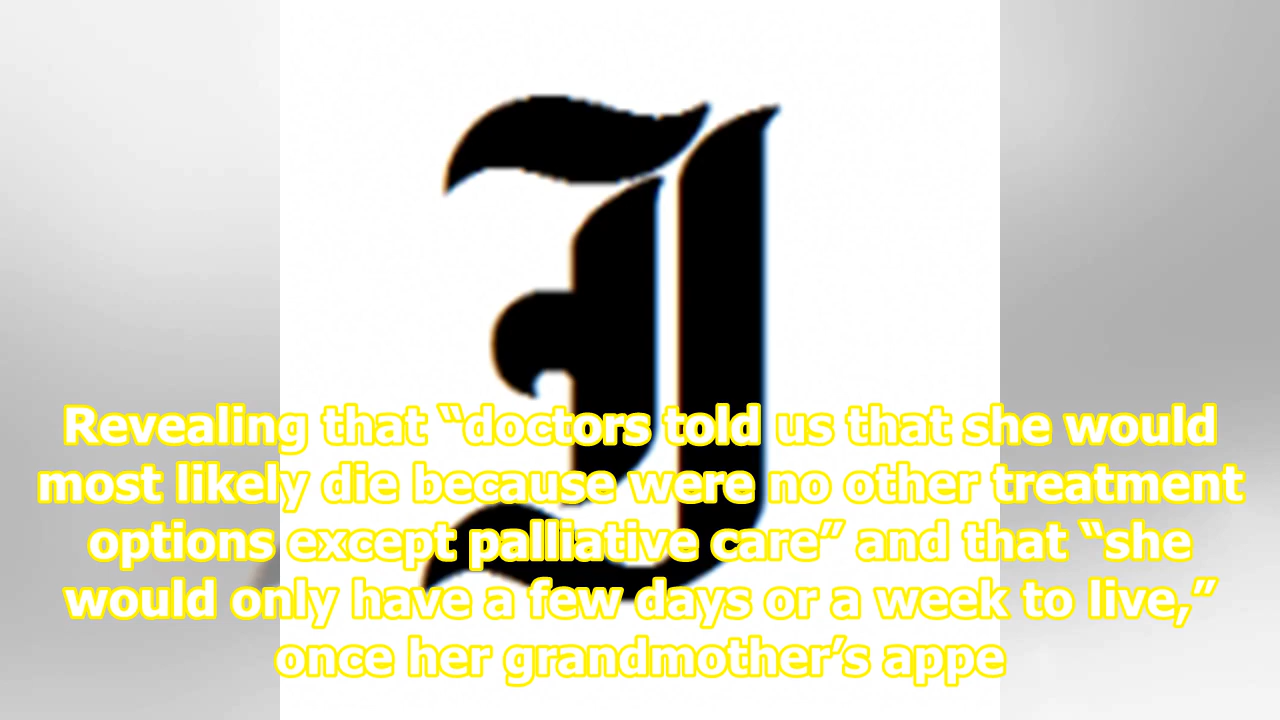 Revealing that “doctors told us that she would
most likely die because were no other treatment
options except palliative care” and that “she
would only have a few days or a week to live,”
once her grandmother’s appe